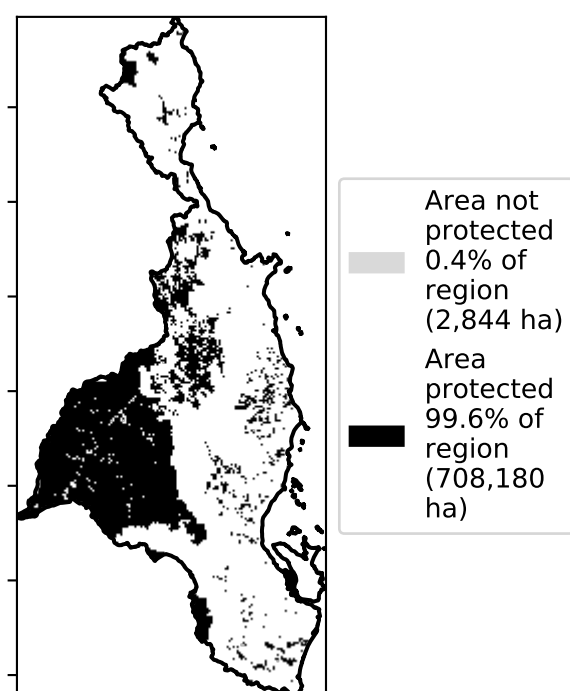 Area not
protected
0.4% of
region
(2,844 ha)
Area
protected
99.6% of
region
(708,180
ha)